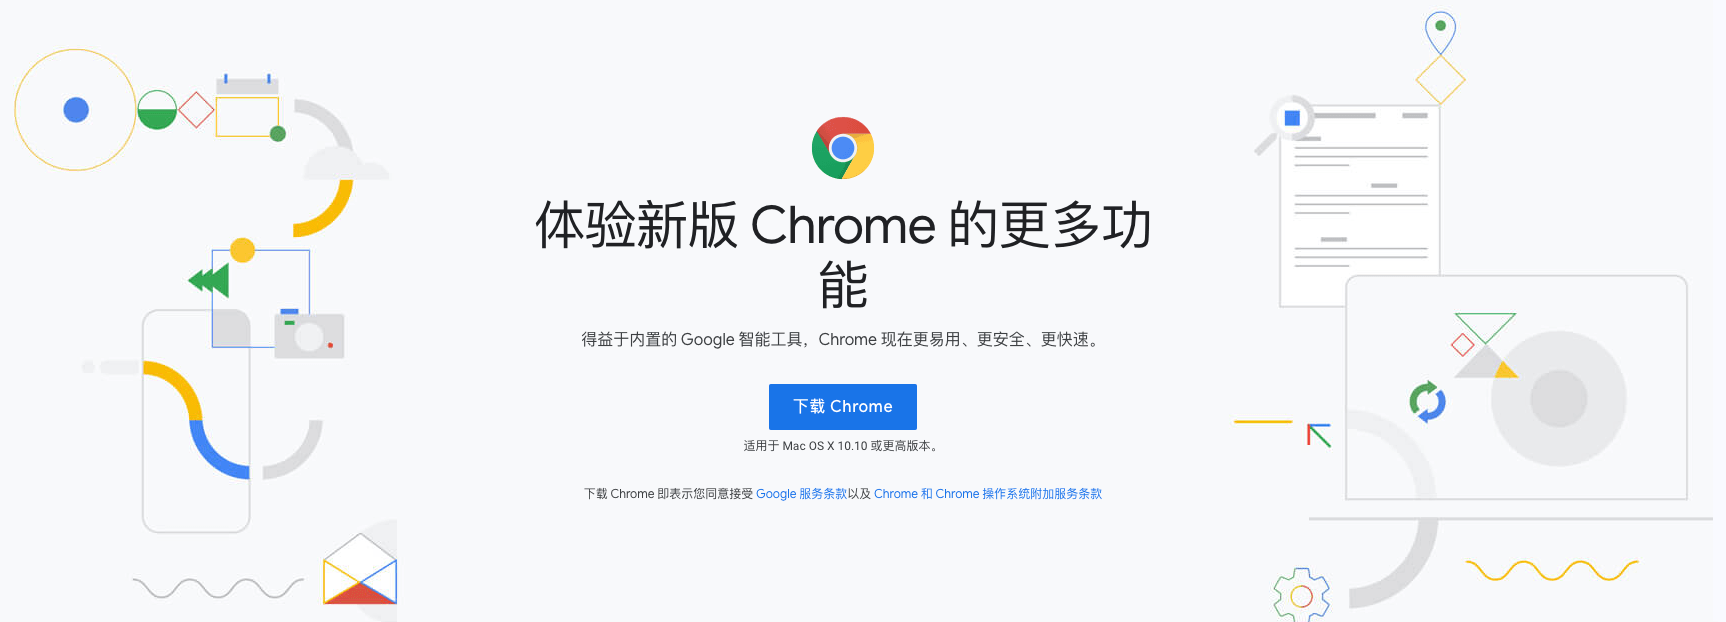 体验新版 Chrome 的更多功
能
得益于内置的 Google 智能工具，Chrome 现在更易用、更安全、更快速。
下载 Chrome
适用于 Mac OS X 10.10 或更高版本。
下载 Chrome 即表示您同意接受 Google 服务条款以及 Chrome 和 Chrome 操作系统附加服务条款